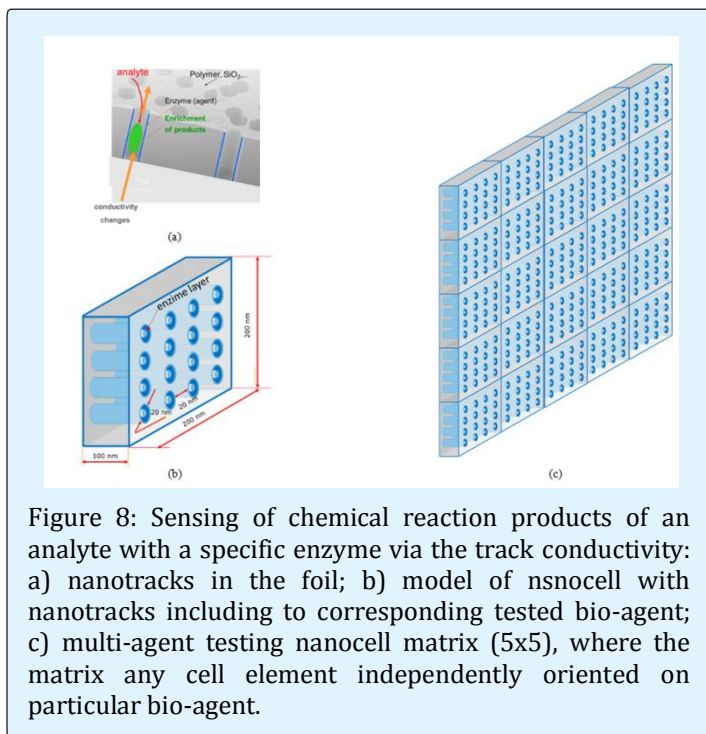 analyte
Polymer, SiO₂,..
Enzyme (agent)
Enrichment
of products
conductivity
changes
(a)
enzime layer
200 nm
20 nm
20 nm
200 nm
100 nm
(b)
(c)
Figure 8: Sensing of chemical reaction products of an
analyte with a specific enzyme via the track conductivity:
a) nanotracks in the foil; b) model of nsnocell with
nanotracks including to corresponding tested bio-agent;
c) multi-agent testing nanocell matrix (5x5), where the
matrix any cell element independently oriented on
particular bio-agent.